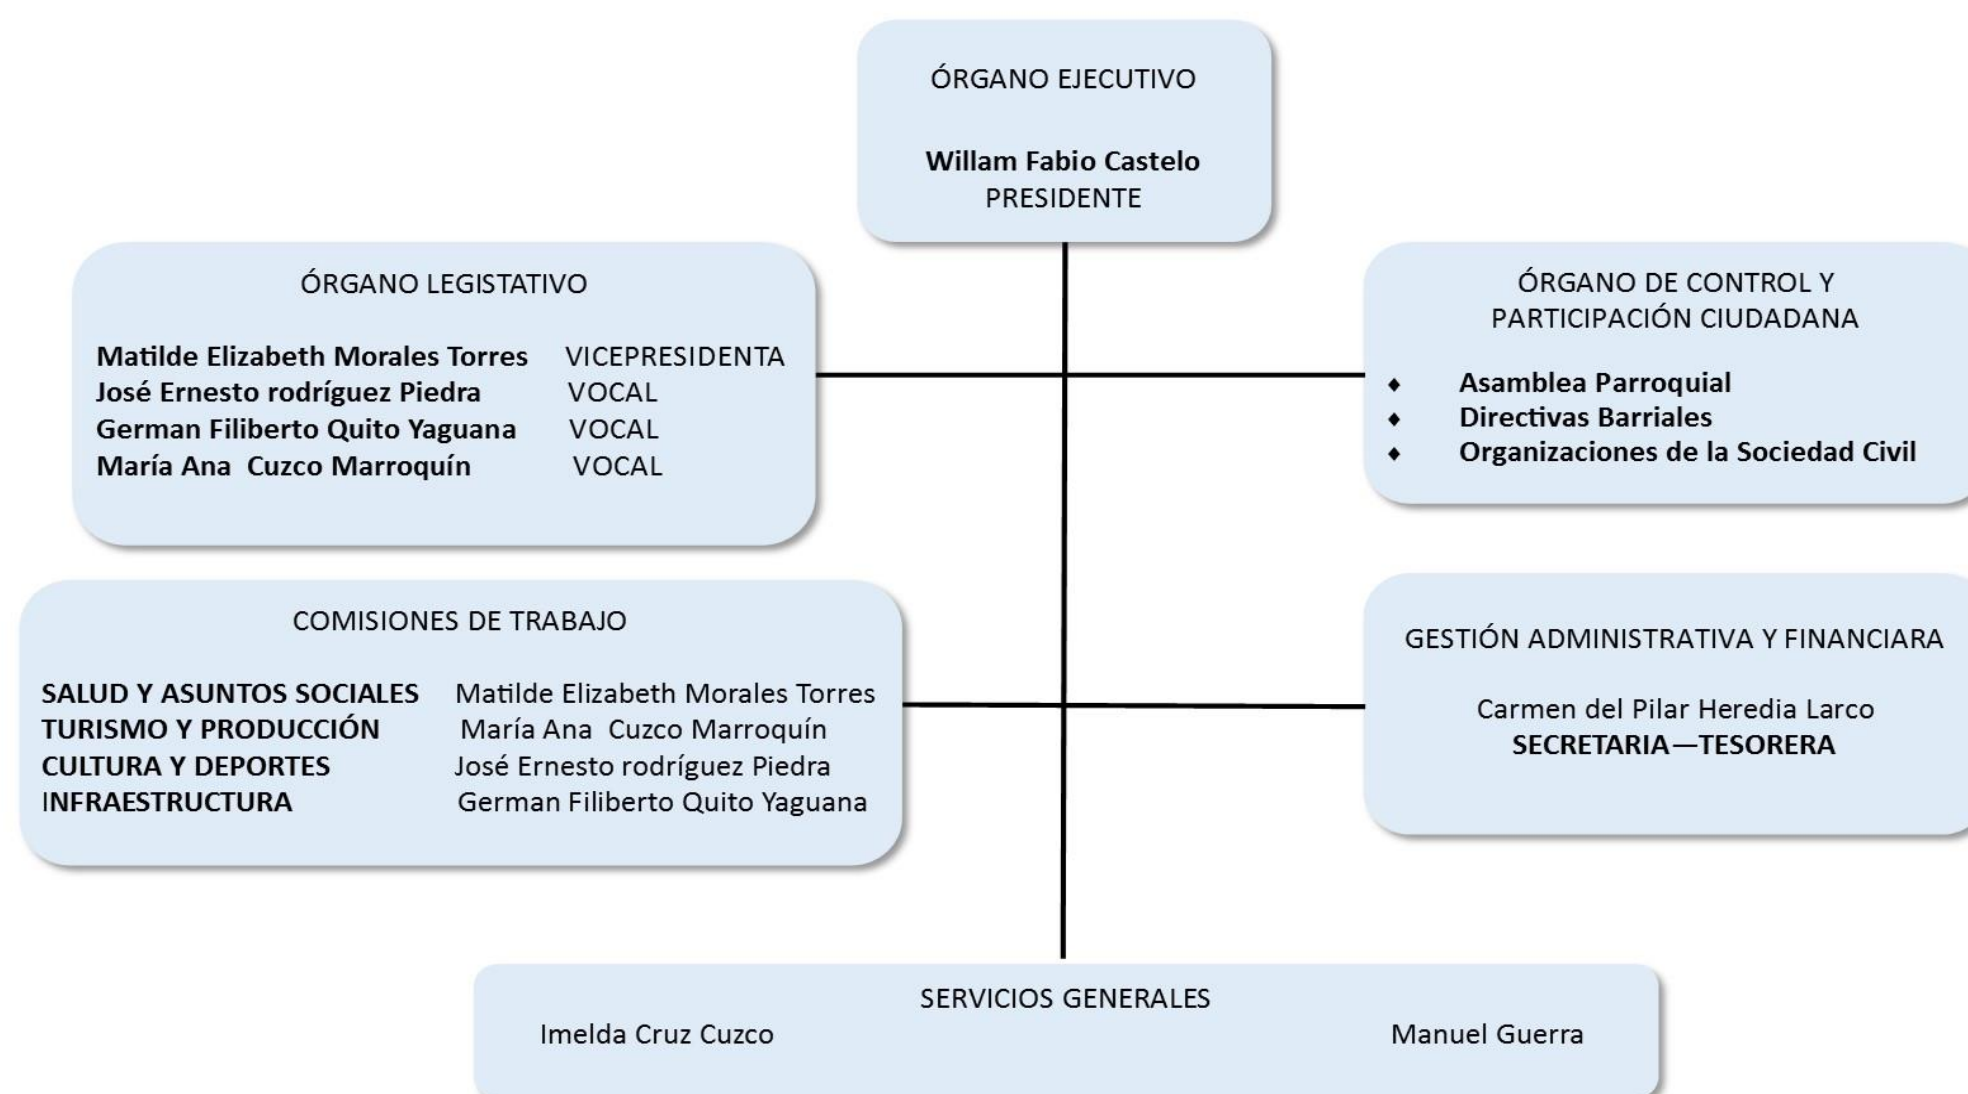 ÓRGANO EJECUTIVO
Willam Fabio Castelo
PRESIDENTE
ÓRGANO LEGISTATIVO
Matilde Elizabeth Morales Torres VICEPRESIDENTA
José Ernesto rodríguez Piedra VOCAL
German Filiberto Quito Yaguana VOCAL
María Ana Cuzco Marroquín VOCAL
ÓRGANO DE CONTROL Y
PARTICIPACIÓN CIUDADANA
♦ Asamblea Parroquial
♦ Directivas Barriales
♦ Organizaciones de la Sociedad Civil
COMISIONES DE TRABAJO
SALUD Y ASUNTOS SOCIALES Matilde Elizabeth Morales Torres
TURISMO Y PRODUCCIÓN María Ana Cuzco Marroquín
CULTURA Y DEPORTES José Ernesto rodríguez Piedra
INFRAESTRUCTURA German Filiberto Quito Yaguana
GESTIÓN ADMINISTRATIVA Y FINANCIARA
Carmen del Pilar Heredia Larco
SECRETARIA—TESORERA
SERVICIOS GENERALES
Imelda Cruz Cuzco Manuel Guerra